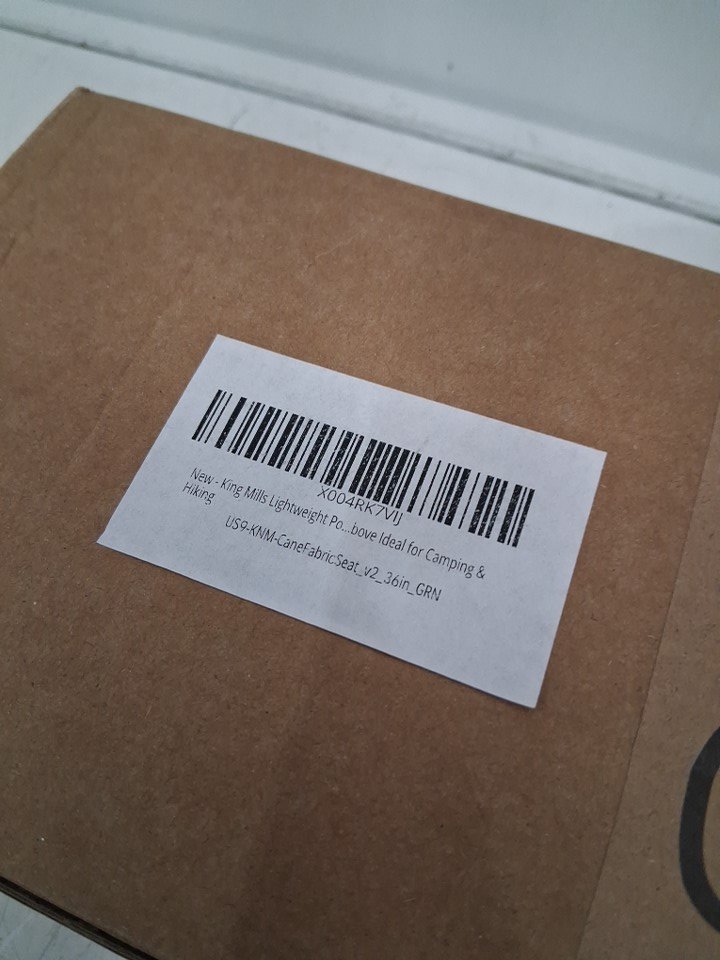 X004RK7VIJ
New - King Mills Lightweight Po...bove Ideal for Camping &
Hiking
US9-KNM-CaneFabricSeat_v2_36in_GRN